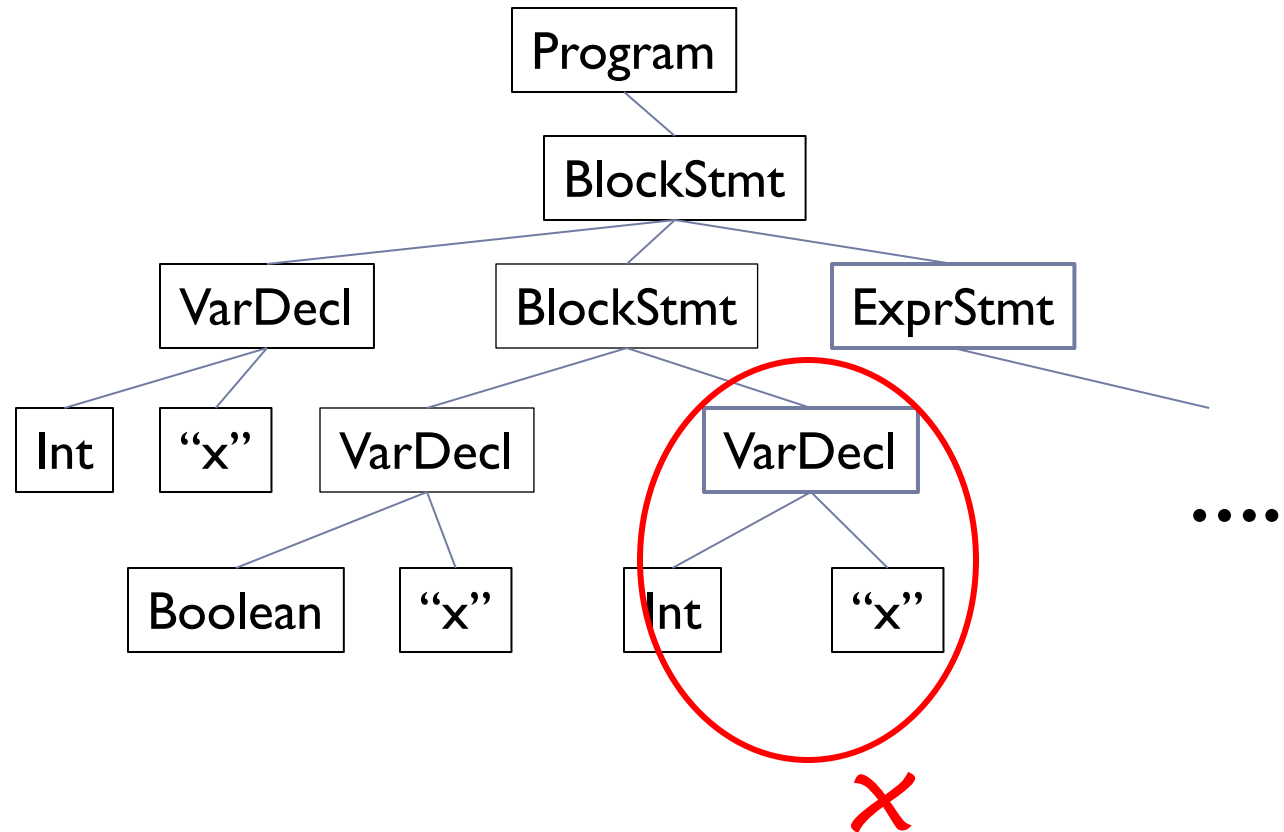 Program
BlockStmt
VarDecl BlockStmt ExprStmt
Int “x” VarDecl VarDecl
....
Boolean “x” Int “x”
✗